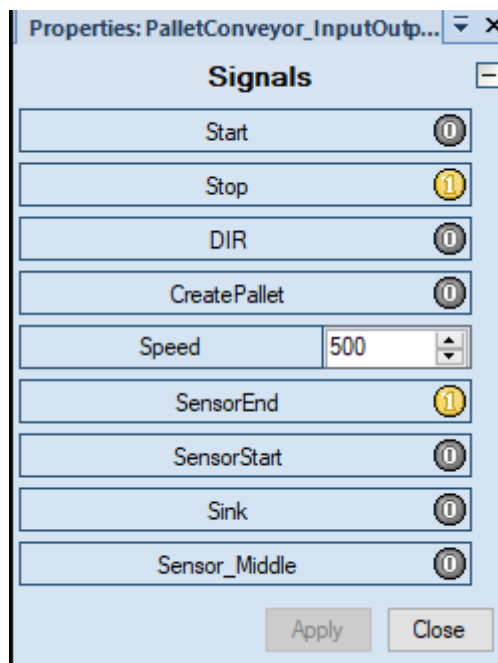 Properties: PalletConveyor_InputOutp...
Signals
Start 0
Stop 1
DIR 0
CreatePallet 0
Speed 500
SensorEnd 1
SensorStart 0
Sink 0
Sensor_Middle 0
Apply Close